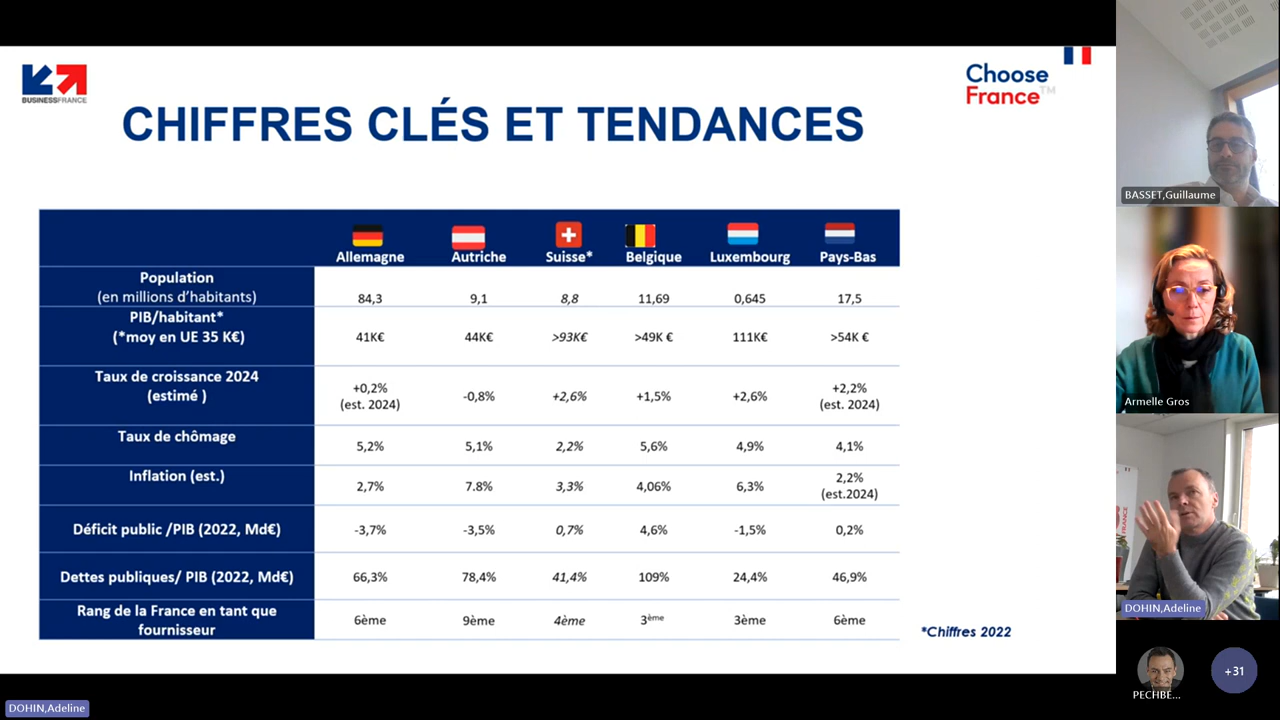 BUSINESSFRANCE
Choose
France™
CHIFFRES CLÉS ET TENDANCES
Allemagne Autriche Suisse* Belgique Luxembourg Pays-Bas
Population
(en millions d’habitants)
84,3 9,1 8,8 11,69 0,645 17,5
PIB/habitant*
(*moy en UE 35 K€)
41K€ 44K€ >93K€ >49K € 111K€ >54K €
Taux de croissance 2024
(estimé )
+0,2%
(est. 2024)
-0,8% +2,6% +1,5% +2,6%
+2,2%
(est. 2024)
Taux de chômage
5,2% 5,1% 2,2% 5,6% 4,9% 4,1%
Inflation (est.)
2,7% 7.8% 3,3% 4,06% 6,3%
2,2%
(est.2024)
Déficit public /PIB (2022, Md€)
-3,7% -3,5% 0,7% 4,6% -1,5% 0,2%
Dettes publiques/ PIB (2022, Md€)
66,3% 78,4% 41,4% 109% 24,4% 46,9%
Rang de la France en tant que
fournisseur
6ème 9ème 4ème 3ème 3ème 6ème
*Chiffres 2022
BASSET,Guillaume
Armelle Gros
FRANCE
DOHIN,Adeline
PECHBE...
+31
DOHIN,Adeline